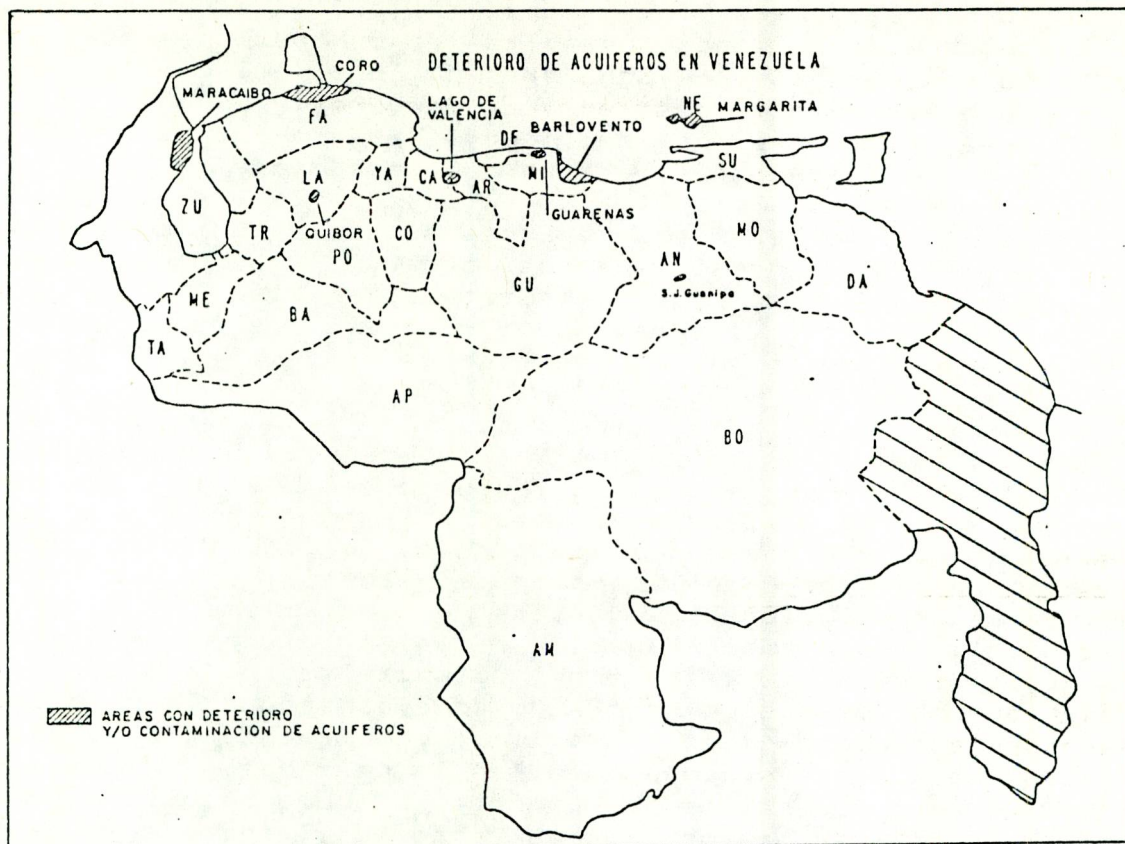 DETERIORO DE ACUIFEROS EN VENEZUELA
CORO
MARACAIBO
FA
LAGO DE
VALENCIA
DF
BARLOVENTO
NE
MARGARITA
SU
YA
CA
AR
MI
LA
ZU
GUARENAS
TR
QUIBOR
CO
PO
MO
AN
GU
S.J. Guanipa
DA
ME
BA
TA
AP
BO
AM
AREAS CON DETERIORO
Y/O CONTAMINACIÓN DE ACUIFEROS